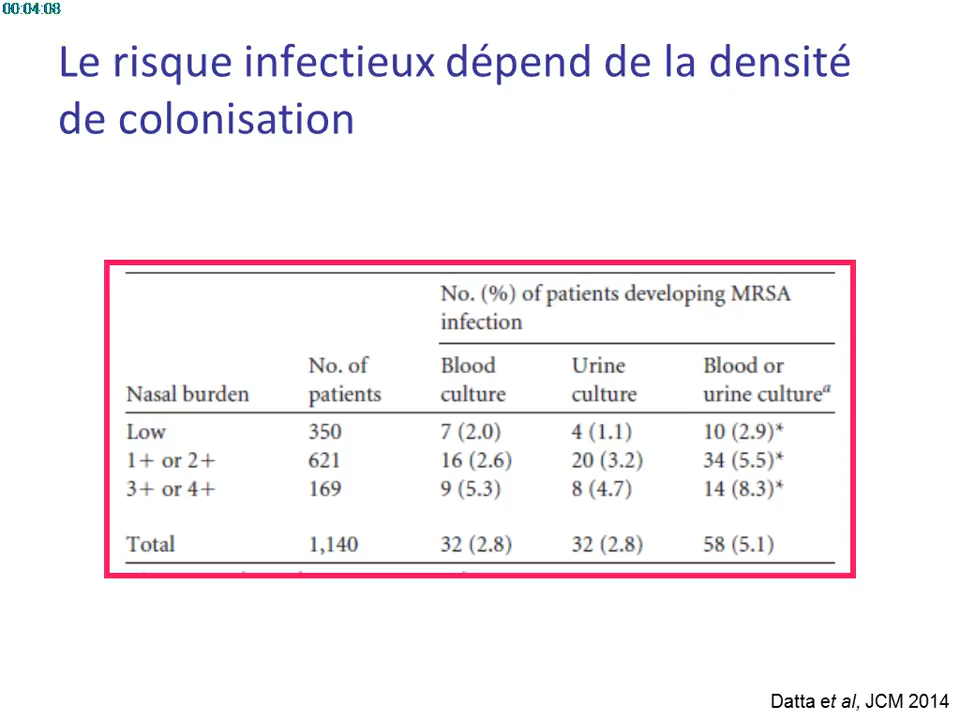 00:04:08
Le risque infectieux dépend de la densité
de colonisation
No. (%) of patients developing MRSA
infection
No. of Blood Urine Blood or
Nasal burden patients culture culture urine cultureᵃ
Low 350 7 (2.0) 4 (1.1) 10 (2.9)*
1+ or 2+ 621 16 (2.6) 20 (3.2) 34 (5.5)*
3+ or 4+ 169 9 (5.3) 8 (4.7) 14 (8.3)*
Total 1,140 32 (2.8) 32 (2.8) 58 (5.1)
Datta et al, JCM 2014